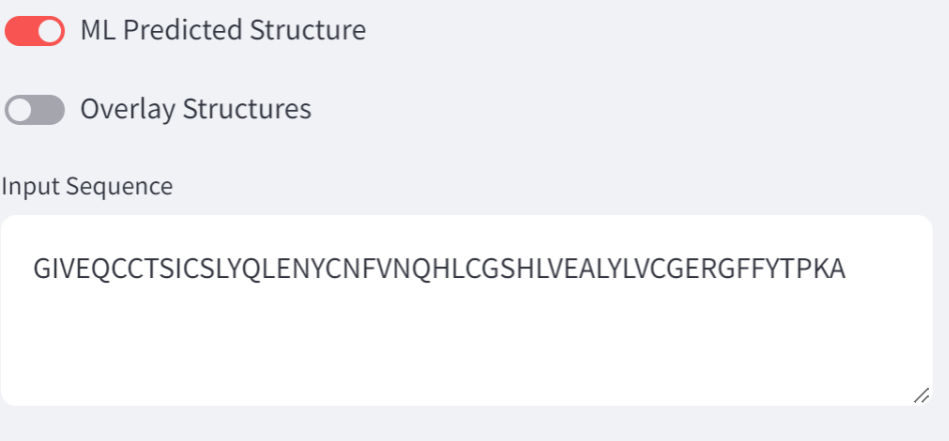 ML Predicted Structure
Overlay Structures
Input Sequence
GIVEQCCTSICSLYQLENYCNFVNQHLCGSHLVEALYLVCGERGFFYTPKA